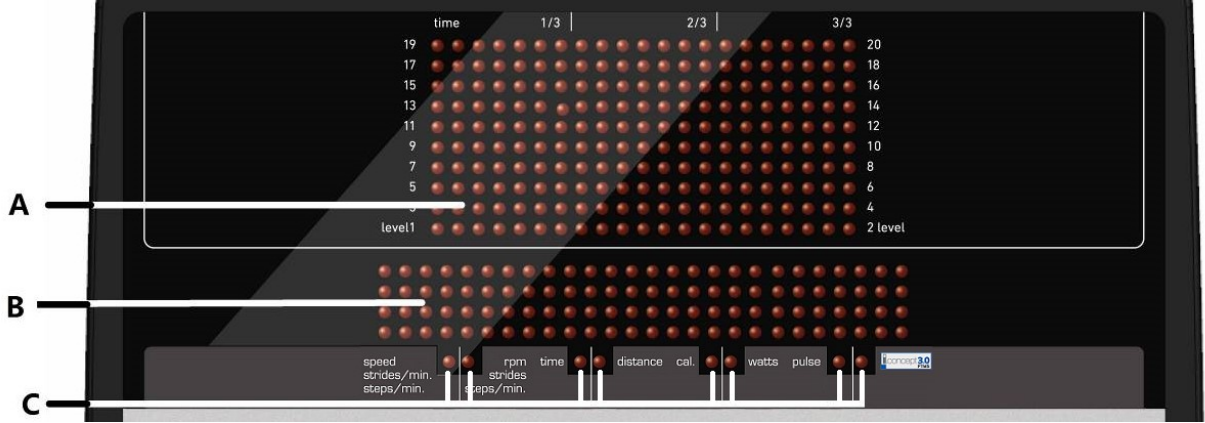 time 1/3 2/3 3/3
19 20
17 18
15 16
13 14
11 12
9 10
7 8
5 6
A
4
level1 2 level
B
speed rpm time distance cal. watts pulse iconcept 3.0
strides/min. strides
steps/min. steps/min.
C